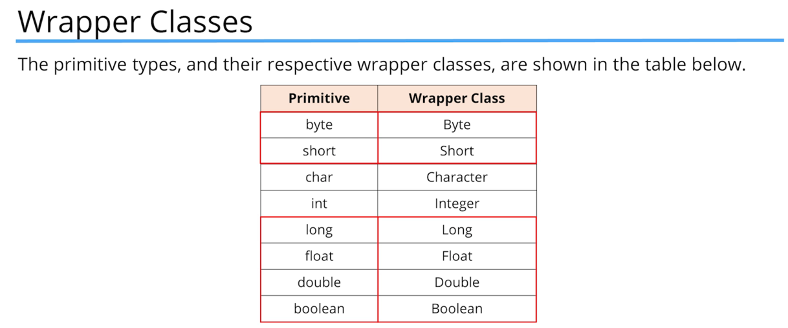 Wrapper Classes
The primitive types, and their respective wrapper classes, are shown in the table below.
Primitive Wrapper Class
byte Byte
short Short
char Character
int Integer
long Long
float Float
double Double
boolean Boolean